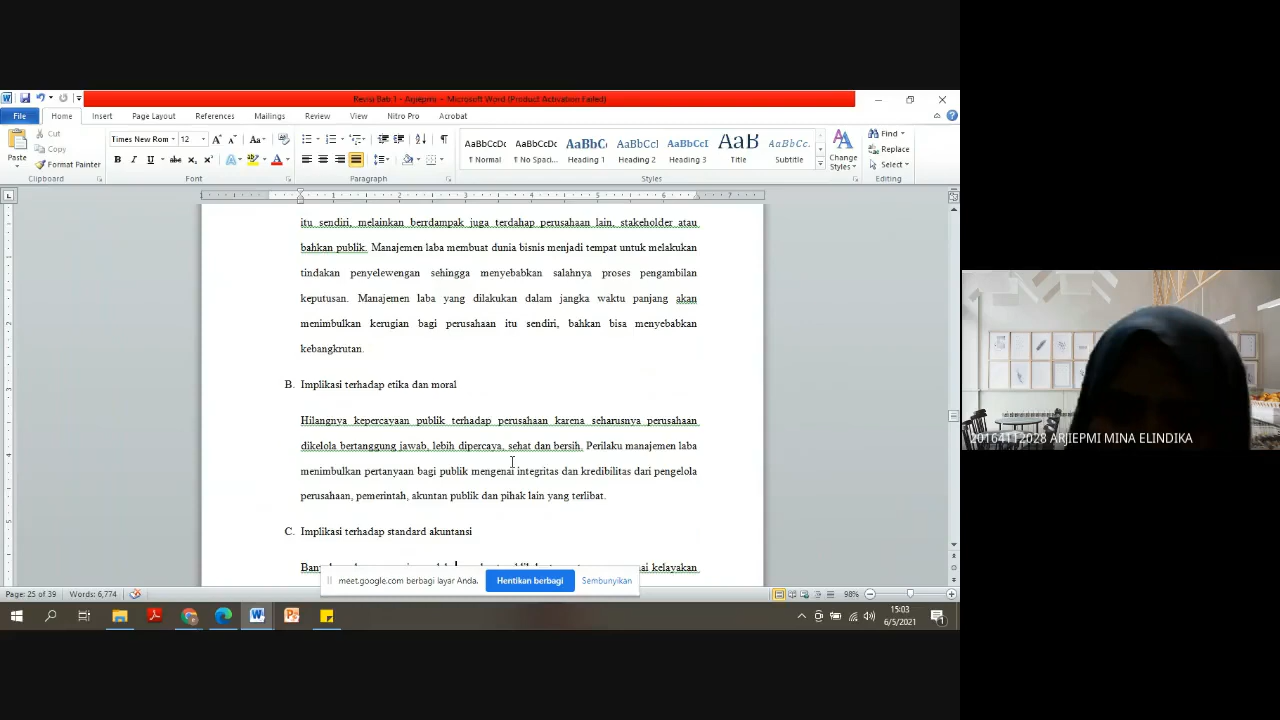 Revisi Bab 1 - Arjiepmi - Microsoft Word (Product Activation Failed)
File Home Insert Page Layout References Mailings Review View Nitro Pro Acrobat
Cut
Copy
Format Painter
Paste
Times New Rom 12
AaBbCcDc AaBbCcDc AaBbC AaBbCc AaBbCcI AaB AaBbCc.
¶ Normal ¶ No Spac... Heading 1 Heading 2 Heading 3 Title Subtitle
Change Styles
Find
Replace
Select
Clipboard Font Paragraph Styles Editing
itu sendiri, melainkan berrdampak juga terdahap perusahaan lain, stakeholder atau
bahkan publik. Manajemen laba membuat dunia bisnis menjadi tempat untuk melakukan
tindakan penyelewengan sehingga menyebabkan salahnya proses pengambilan
keputusan. Manajemen laba yang dilakukan dalam jangka waktu panjang akan
menimbulkan kerugian bagi perusahaan itu sendiri, bahkan bisa menyebabkan
kebangkrutan.
B. Implikasi terhadap etika dan moral
Hilangnya kepercayaan publik terhadap perusahaan karena seharusnya perusahaan
dikelola bertanggung jawab, lebih dipercaya, sehat dan bersih. Perilaku manajemen laba
menimbulkan pertanyaan bagi publik mengenai integritas dan kredibilitas dari pengelola
perusahaan, pemerintah, akuntan publik dan pihak lain yang terlibat.
C. Implikasi terhadap standard akuntansi
kelayakan
meet.google.com berbagi layar Anda. Hentikan berbagi Sembunyikan
Page: 25 of 39 Words: 6,774 98%
15:03
6/5/2021
20164112028 ARJIEPMI MINA ELINDIKA